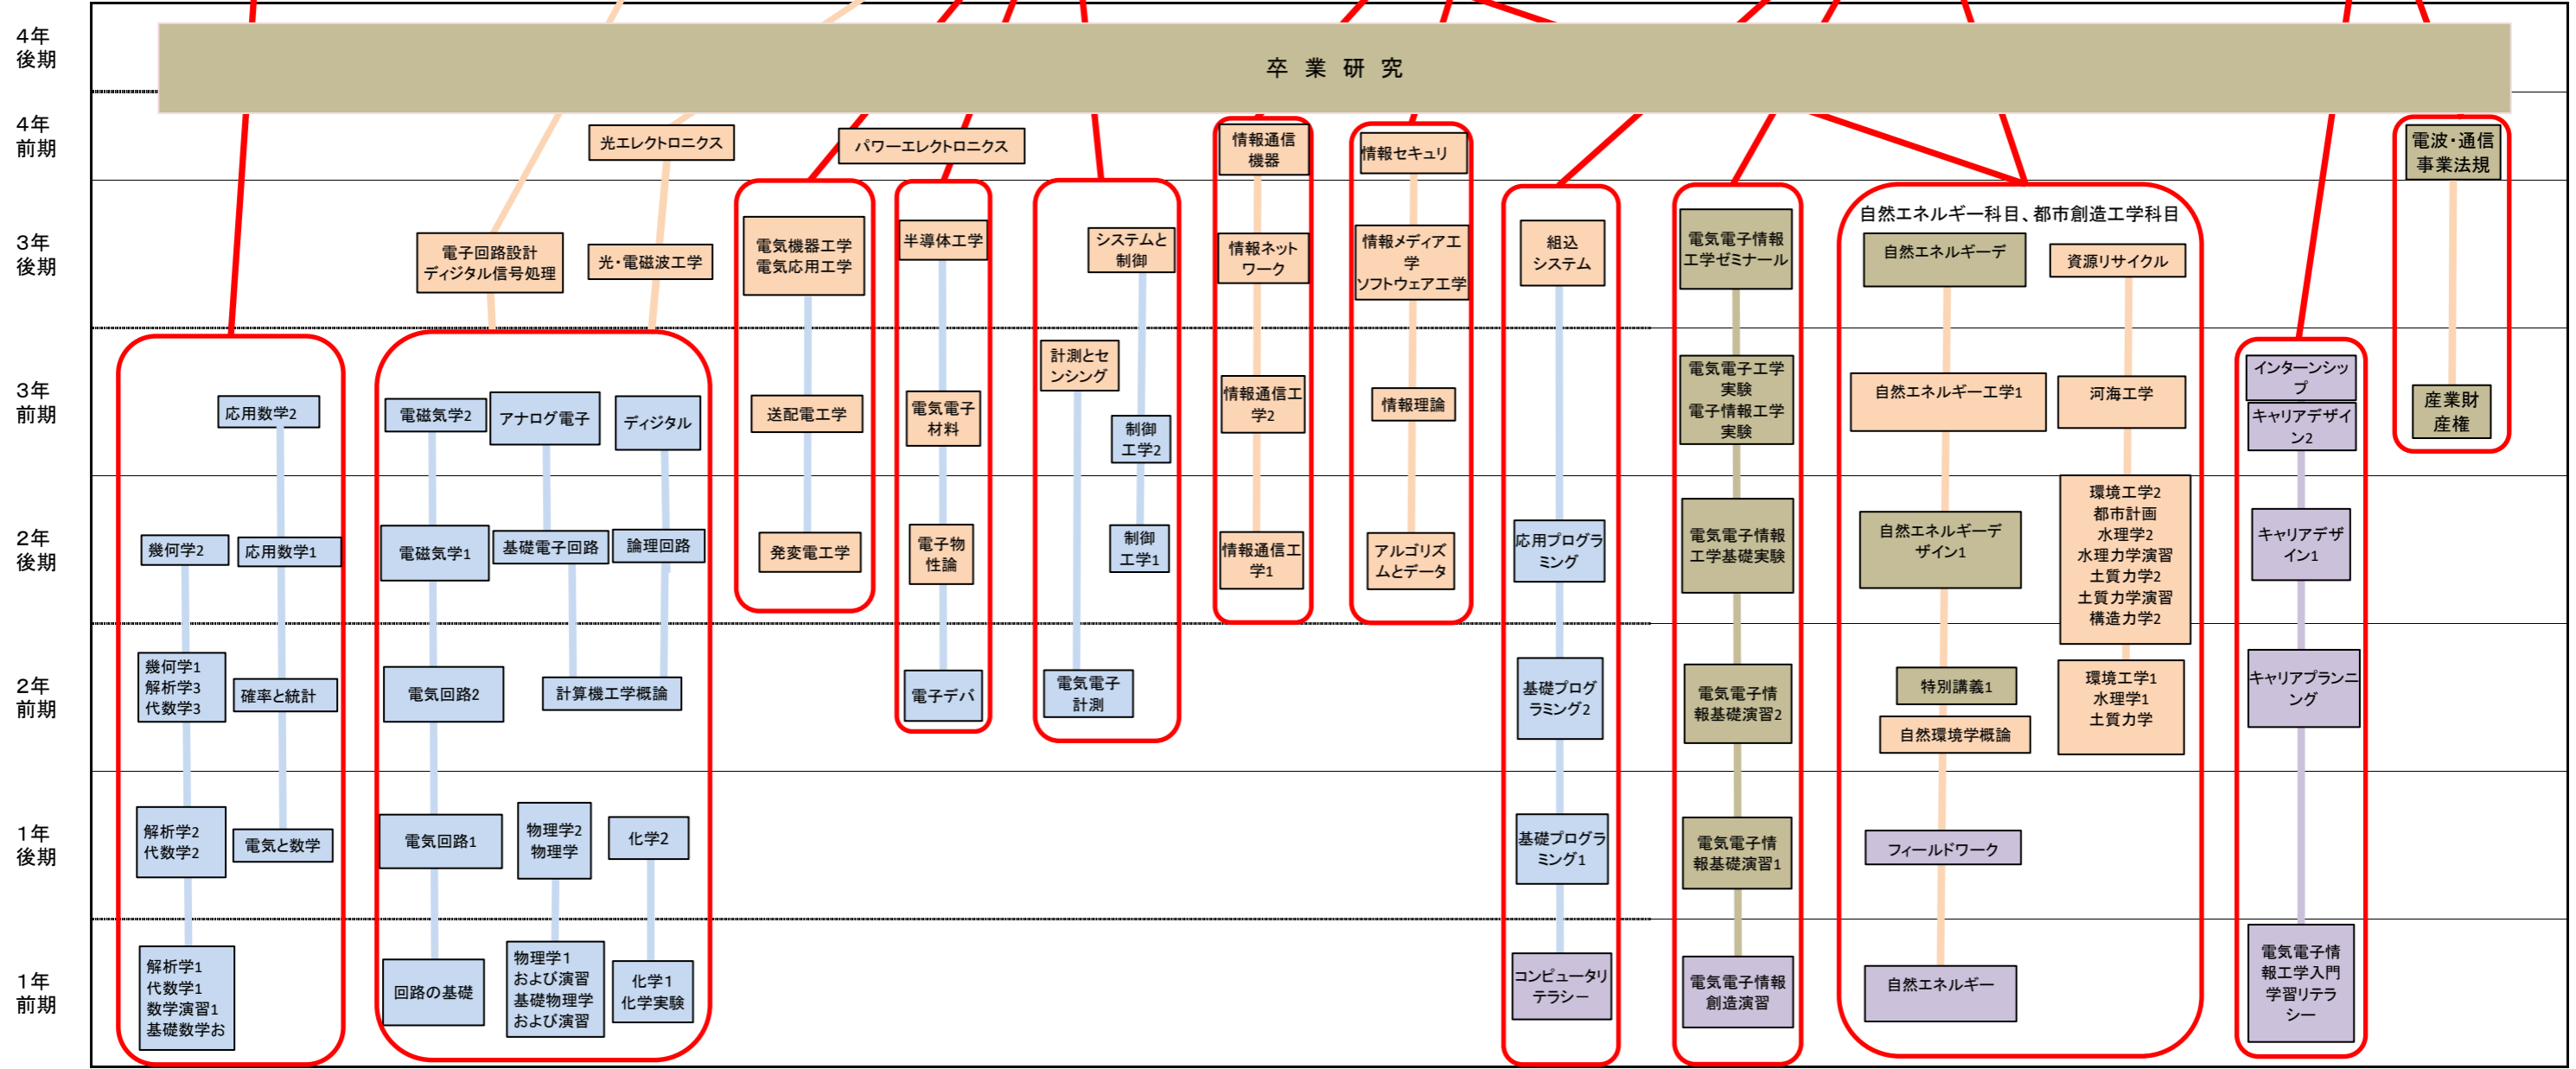 4年
後期
卒 業 研 究
4年
前期
光エレクトロニクス
パワーエレクトロニクス
情報通信
機器
情報セキュリ
電波・通信
事業法規
3年
後期
電子回路設計
ディジタル信号処理
光・電磁波工学
電気機器工学
電気応用工学
半導体工学
システムと
制御
情報ネット
ワーク
情報メディア工
学
ソフトウェア工学
組込
システム
電気電子情報
工学ゼミナール
自然エネルギー科目、都市創造工学科目
自然エネルギーデ
資源リサイクル
3年
前期
応用数学2
電磁気学2
アナログ電子
ディジタル
送配電工学
電気電子
材料
計測とセ
ンシング
制御
工学2
情報通信工
学2
情報理論
電気電子工学
実験
電子情報工学
実験
自然エネルギー工学1
河海工学
インターンシッ
プ
キャリアデザイ
ン2
産業財
産権
2年
後期
幾何学2
応用数学1
電磁気学1
基礎電子回路
論理回路
発変電工学
電子物
性論
制御
工学1
情報通信工
学1
アルゴリズ
ムとデータ
応用プログラ
ミング
電気電子情報
工学基礎実験
自然エネルギーデ
ザイン1
環境工学2
都市計画
水理学2
水理力学演習
土質力学2
土質力学演習
構造力学2
キャリアデザ
イン1
2年
前期
幾何学1
解析学3
代数学3
確率と統計
電気回路2
計算機工学概論
電子デバ
電気電子
計測
基礎プログ
ラミング2
電気電子情
報基礎演習2
特別講義1
自然環境学概論
環境工学1
水理学1
土質力学
キャリアプランニ
ング
1年
後期
解析学2
代数学2
電気と数学
電気回路1
物理学2
物理学
化学2
基礎プログラ
ミング1
電気電子情
報基礎演習1
フィールドワーク
1年
前期
解析学1
代数学1
数学演習1
基礎数学お
回路の基礎
物理学1
および演習
基礎物理学
および演習
化学1
化学実験
コンピュータリ
テラシー
電気電子情報
創造演習
自然エネルギー
電気電子情
報工学入門
学習リテラ
シー